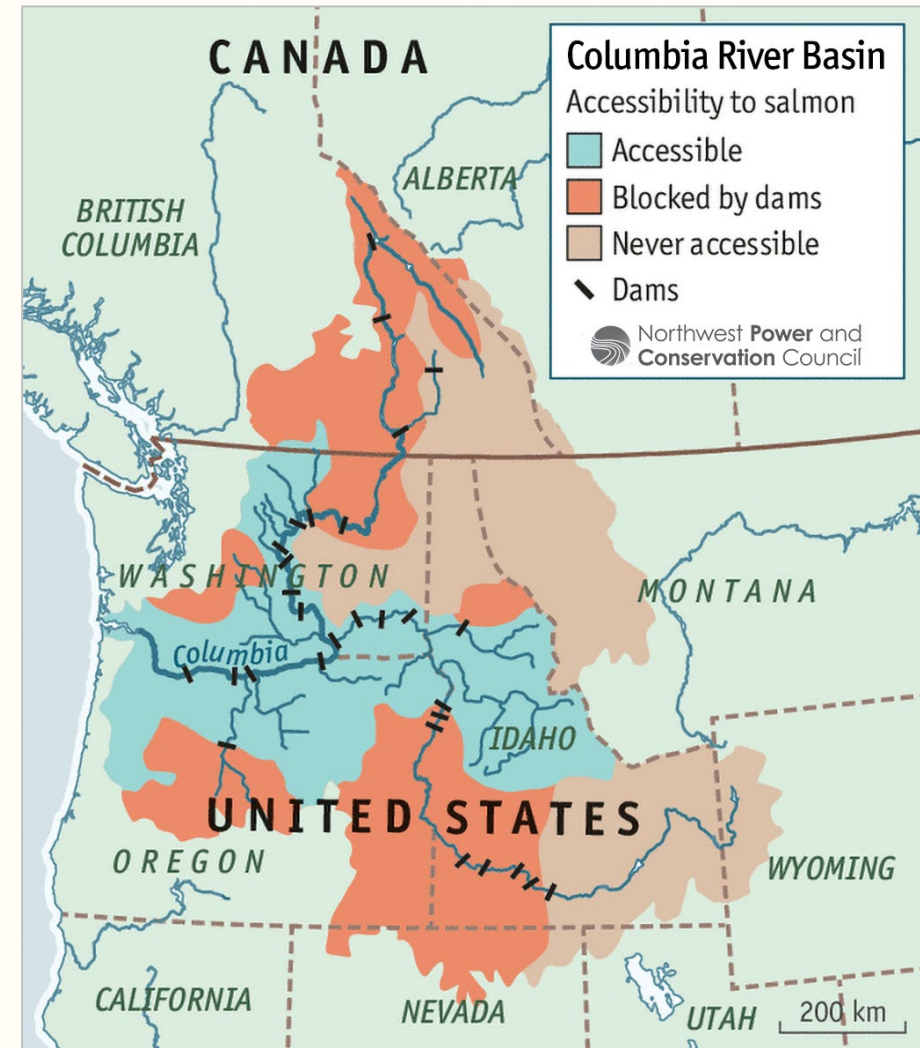 CANADA
Columbia River Basin
Accessibility to salmon
Accessible
Blocked by dams
Never accessible
Dams
Northwest Power and
Conservation Council
ALBERTA
BRITISH
COLUMBIA
WASHINGTON
MONTANA
Columbia
IDAHO
UNITED STATES
OREGON
WYOMING
CALIFORNIA
NEVADA
UTAH
200 km